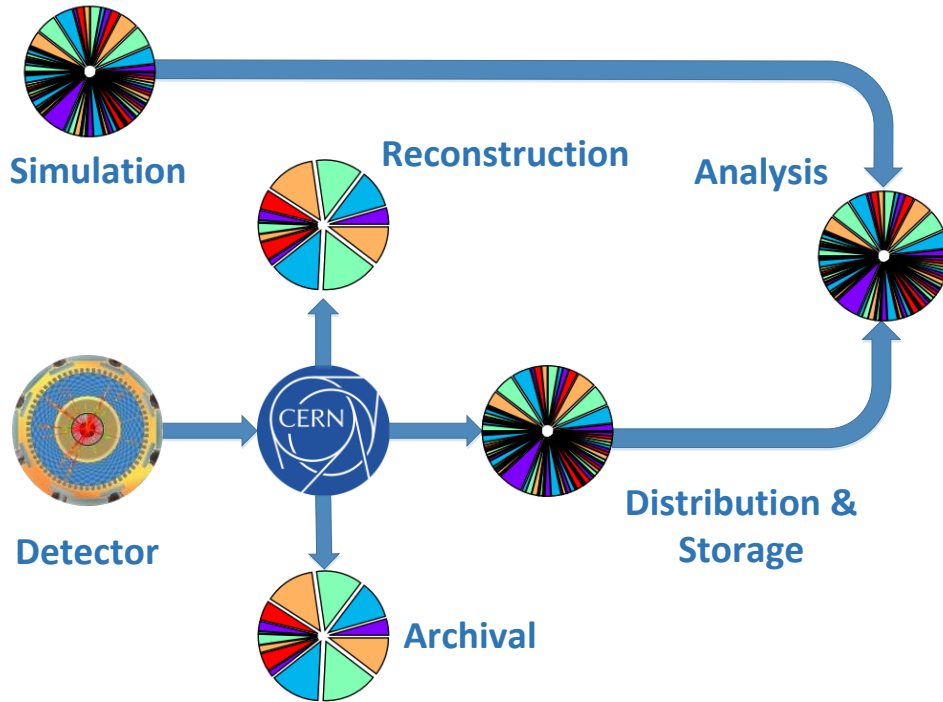 Simulation
Reconstruction
Analysis
CERN
Detector
Distribution &
Storage
Archival